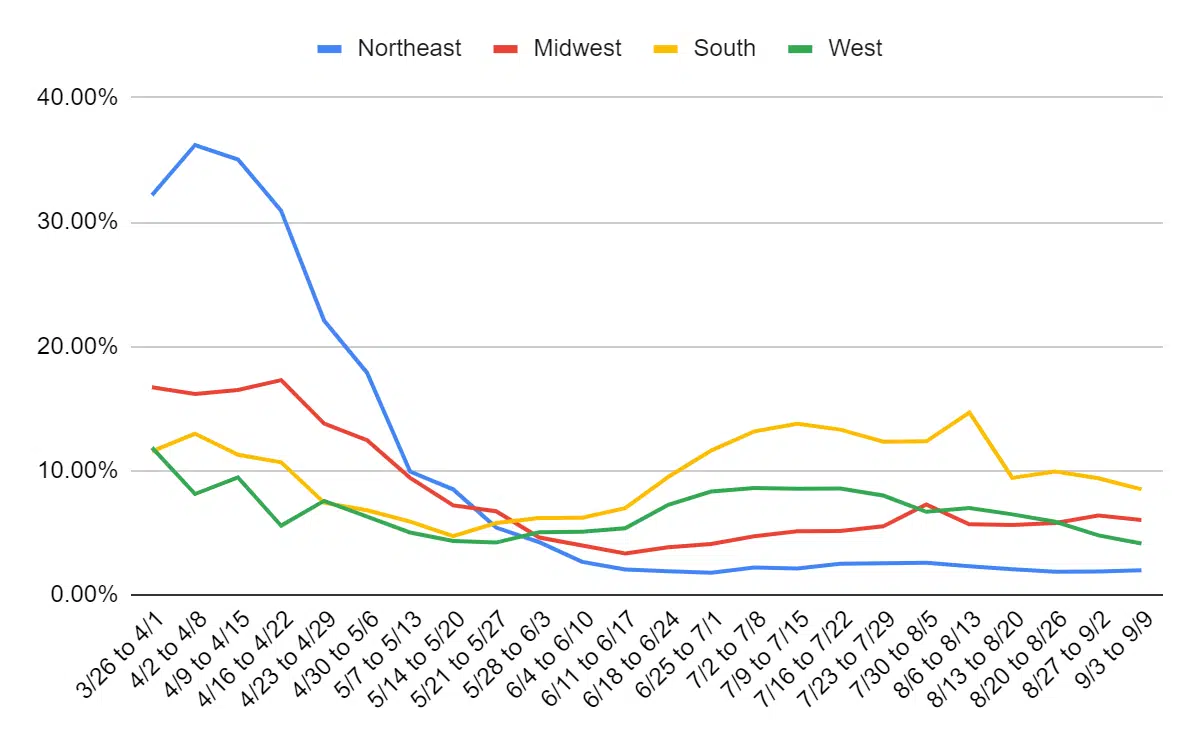 Northeast Midwest South West
40.00%
30.00%
20.00%
10.00%
0.00%
3/26 to 4/1
4/2 to 4/8
4/9 to 4/15
4/16 to 4/22
4/23 to 4/29
4/30 to 5/6
5/7 to 5/13
5/14 to 5/20
5/21 to 5/27
5/28 to 6/3
6/4 to 6/10
6/11 to 6/17
6/18 to 6/24
6/25 to 7/1
7/2 to 7/8
7/9 to 7/15
7/16 to 7/22
7/23 to 7/29
7/30 to 8/5
8/6 to 8/13
8/13 to 8/20
8/20 to 8/26
8/27 to 9/2
9/3 to 9/9